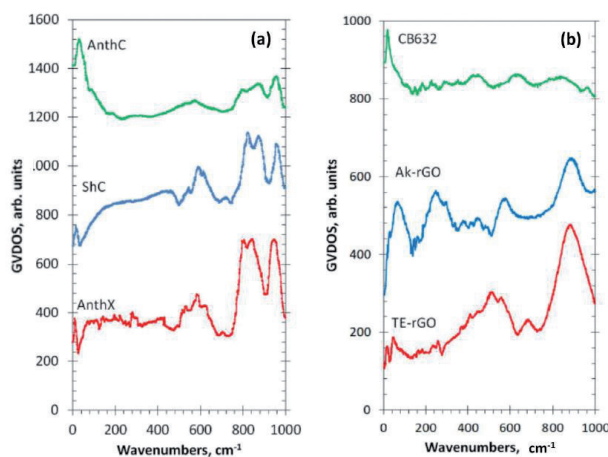 GVDOS, arb. units
1600
1400
1200
.000
800
600
400
200
0
AnthC
(a)
ShC
AnthX
0 200 400 600 800 1000
Wavenumbers, cm-1
GVDOS, arb. units
1000
800
600
400
200
0
CB632
(b)
Ak-rGO
TE-rGO
0 200 400 600 800 1000
Wavenumbers, cm-1